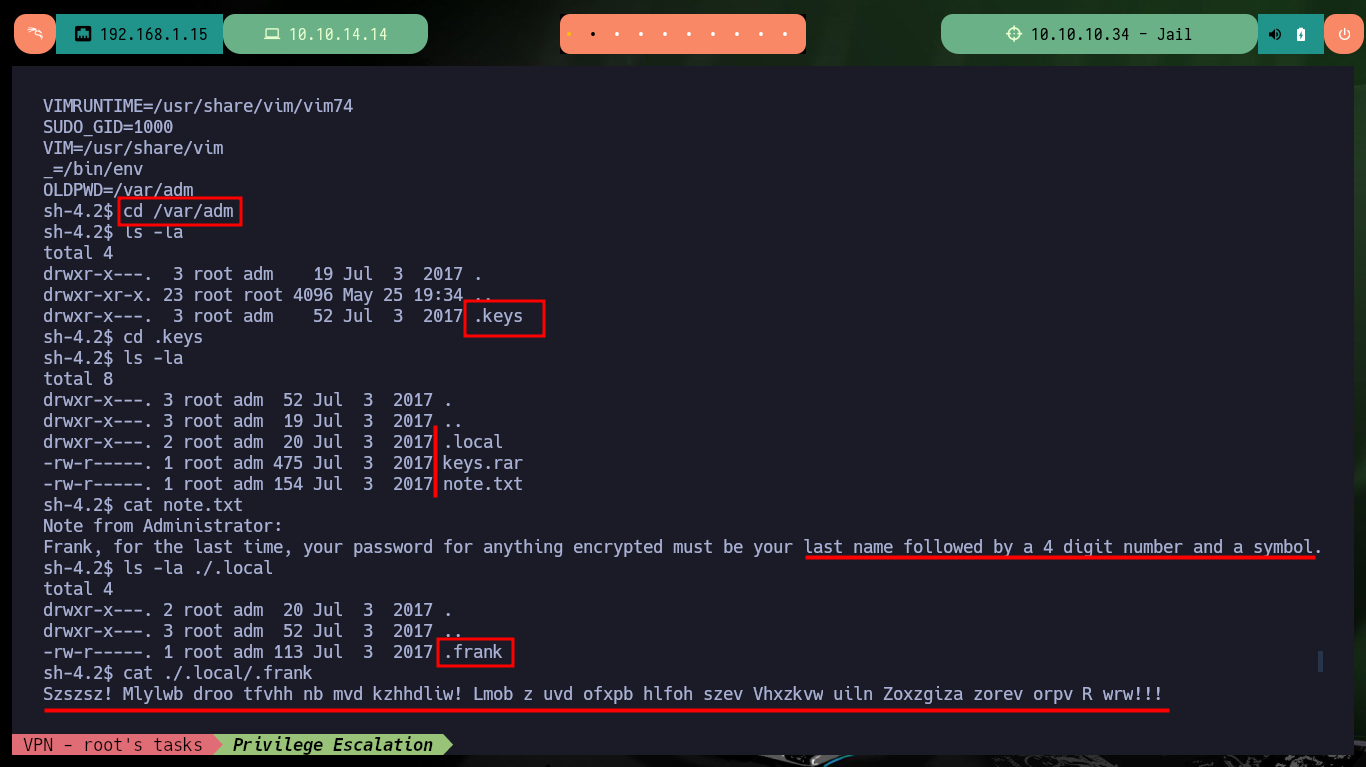 192.168.1.15
10.10.14.14
10.10.10.34 - Jail
VIMRUNTIME=/usr/share/vim/vim74
SUDO_GID=1000
VIM=/usr/share/vim
_=/bin/env
OLDPWD=/var/adm
sh-4.2$ cd /var/adm
sh-4.2$ ls -la
total 4
drwxr-x---.  3 root adm    19 Jul  3  2017 .
drwxr-xr-x. 23 root root 4096 May 25 19:34 ..
drwxr-x---.  3 root adm    52 Jul  3  2017 .keys
sh-4.2$ cd .keys
sh-4.2$ ls -la
total 8
drwxr-x---. 3 root adm  52 Jul  3  2017 .
drwxr-x---. 3 root adm  19 Jul  3  2017 ..
drwxr-x---. 2 root adm  20 Jul  3  2017 .local
-rw-r-----. 1 root adm 475 Jul  3  2017 keys.rar
-rw-r-----. 1 root adm 154 Jul  3  2017 note.txt
sh-4.2$ cat note.txt
Note from Administrator:
Frank, for the last time, your password for anything encrypted must be your last name followed by a 4 digit number and a symbol.
sh-4.2$ ls -la ./.local
total 4
drwxr-x---. 2 root adm  20 Jul  3  2017 .
drwxr-x---. 3 root adm  52 Jul  3  2017 ..
-rw-r-----. 1 root adm 113 Jul  3  2017 .frank
sh-4.2$ cat ./.local/.frank
Szszsz! Mlylwb droo tfvhh nb mvd kzhhdliw! Lmob z uvd ofxpb hlfoh szev Vhxzkvw uiln Zoxzgiza zorev orpv R wrw!!!
VPN - root's tasks
Privilege Escalation